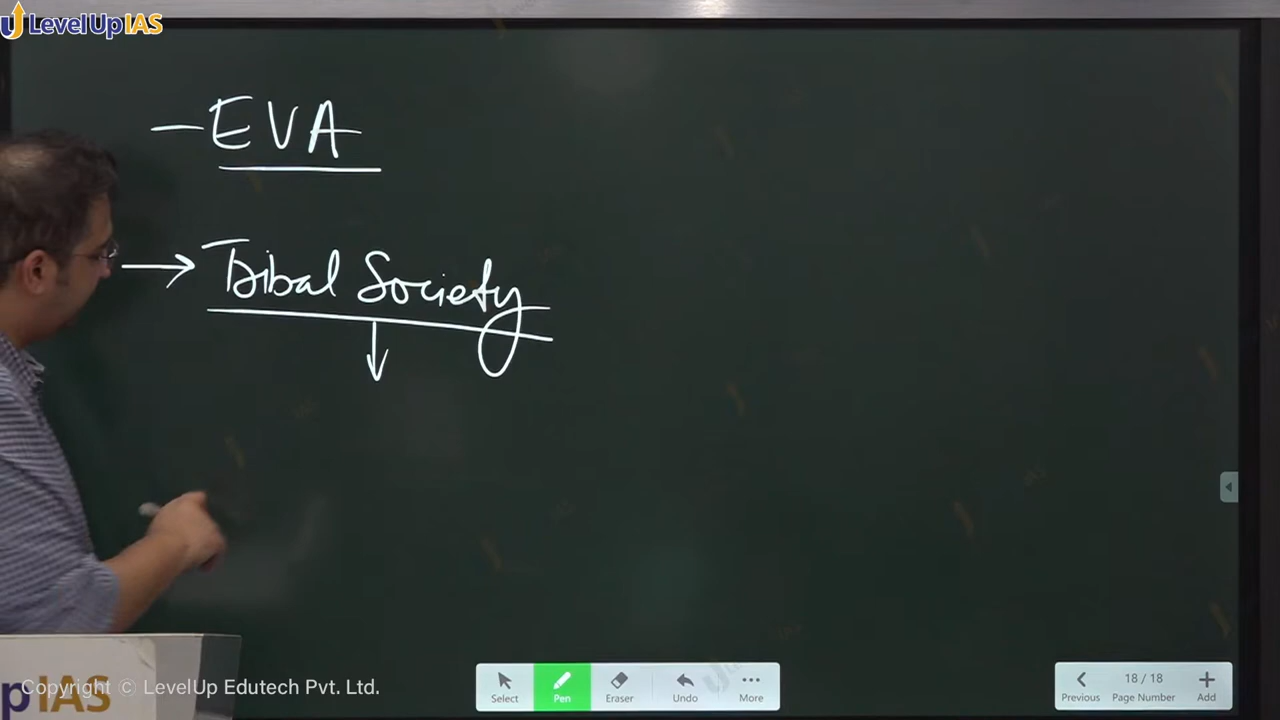 LevelUp IAS
EVA
Tribal Society
Select
Pen
Eraser
Undo
More
18 / 18
Previous
Page Number
Add
p IAS
Copyright © LevelUp Edutech Pvt. Ltd.